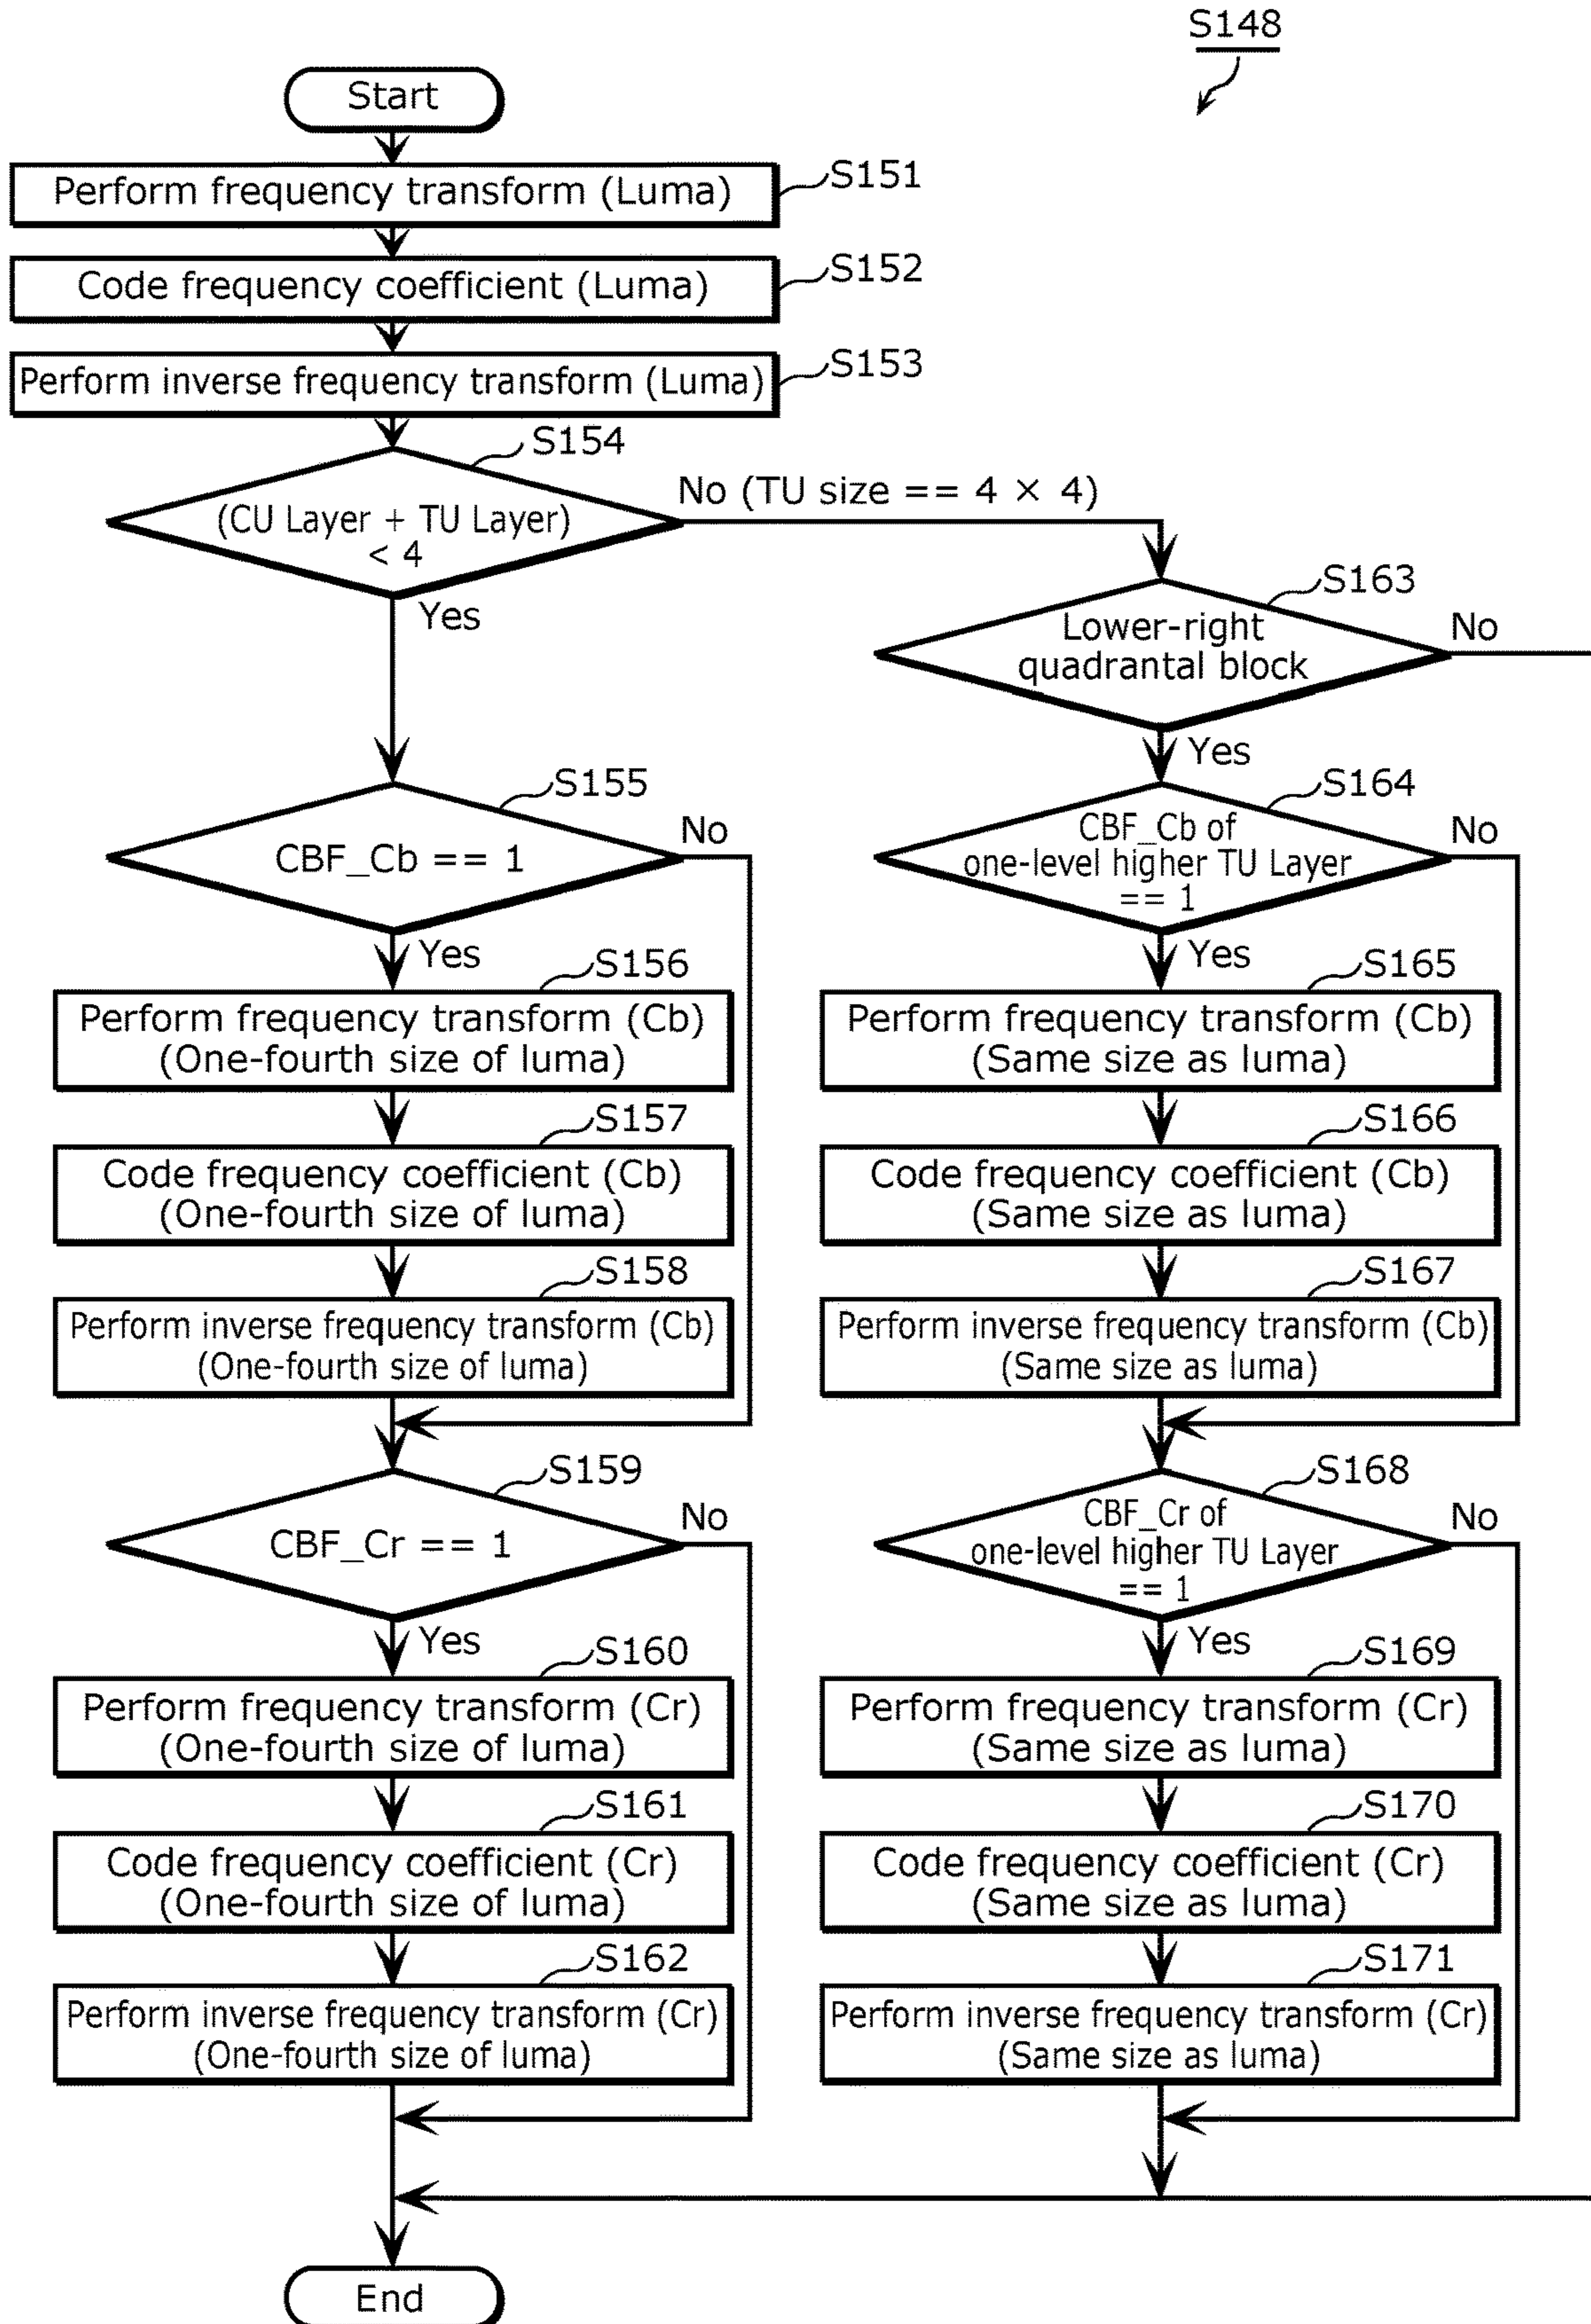 S148
Start
Perform frequency transform (Luma)
S151
Code frequency coefficient (Luma)
S152
Perform inverse frequency transform (Luma)
S153
S154
(CU Layer + TU Layer)
< 4
No (TU size == 4 × 4)
Yes
S163
Lower-right
quadrantal block
No
Yes
S155
CBF_Cb == 1
No
Yes
S156
Perform frequency transform (Cb)
(One-fourth size of luma)
S157
Code frequency coefficient (Cb)
(One-fourth size of luma)
S158
Perform inverse frequency transform (Cb)
(One-fourth size of luma)
S159
CBF_Cr == 1
No
Yes
S160
Perform frequency transform (Cr)
(One-fourth size of luma)
S161
Code frequency coefficient (Cr)
(One-fourth size of luma)
S162
Perform inverse frequency transform (Cr)
(One-fourth size of luma)
S164
CBF_Cb of
one-level higher TU Layer
== 1
No
Yes
S165
Perform frequency transform (Cb)
(Same size as luma)
S166
Code frequency coefficient (Cb)
(Same size as luma)
S167
Perform inverse frequency transform (Cb)
(Same size as luma)
S168
CBF_Cr of
one-level higher TU Layer
== 1
No
Yes
S169
Perform frequency transform (Cr)
(Same size as luma)
S170
Code frequency coefficient (Cr)
(Same size as luma)
S171
Perform inverse frequency transform (Cr)
(Same size as luma)
End